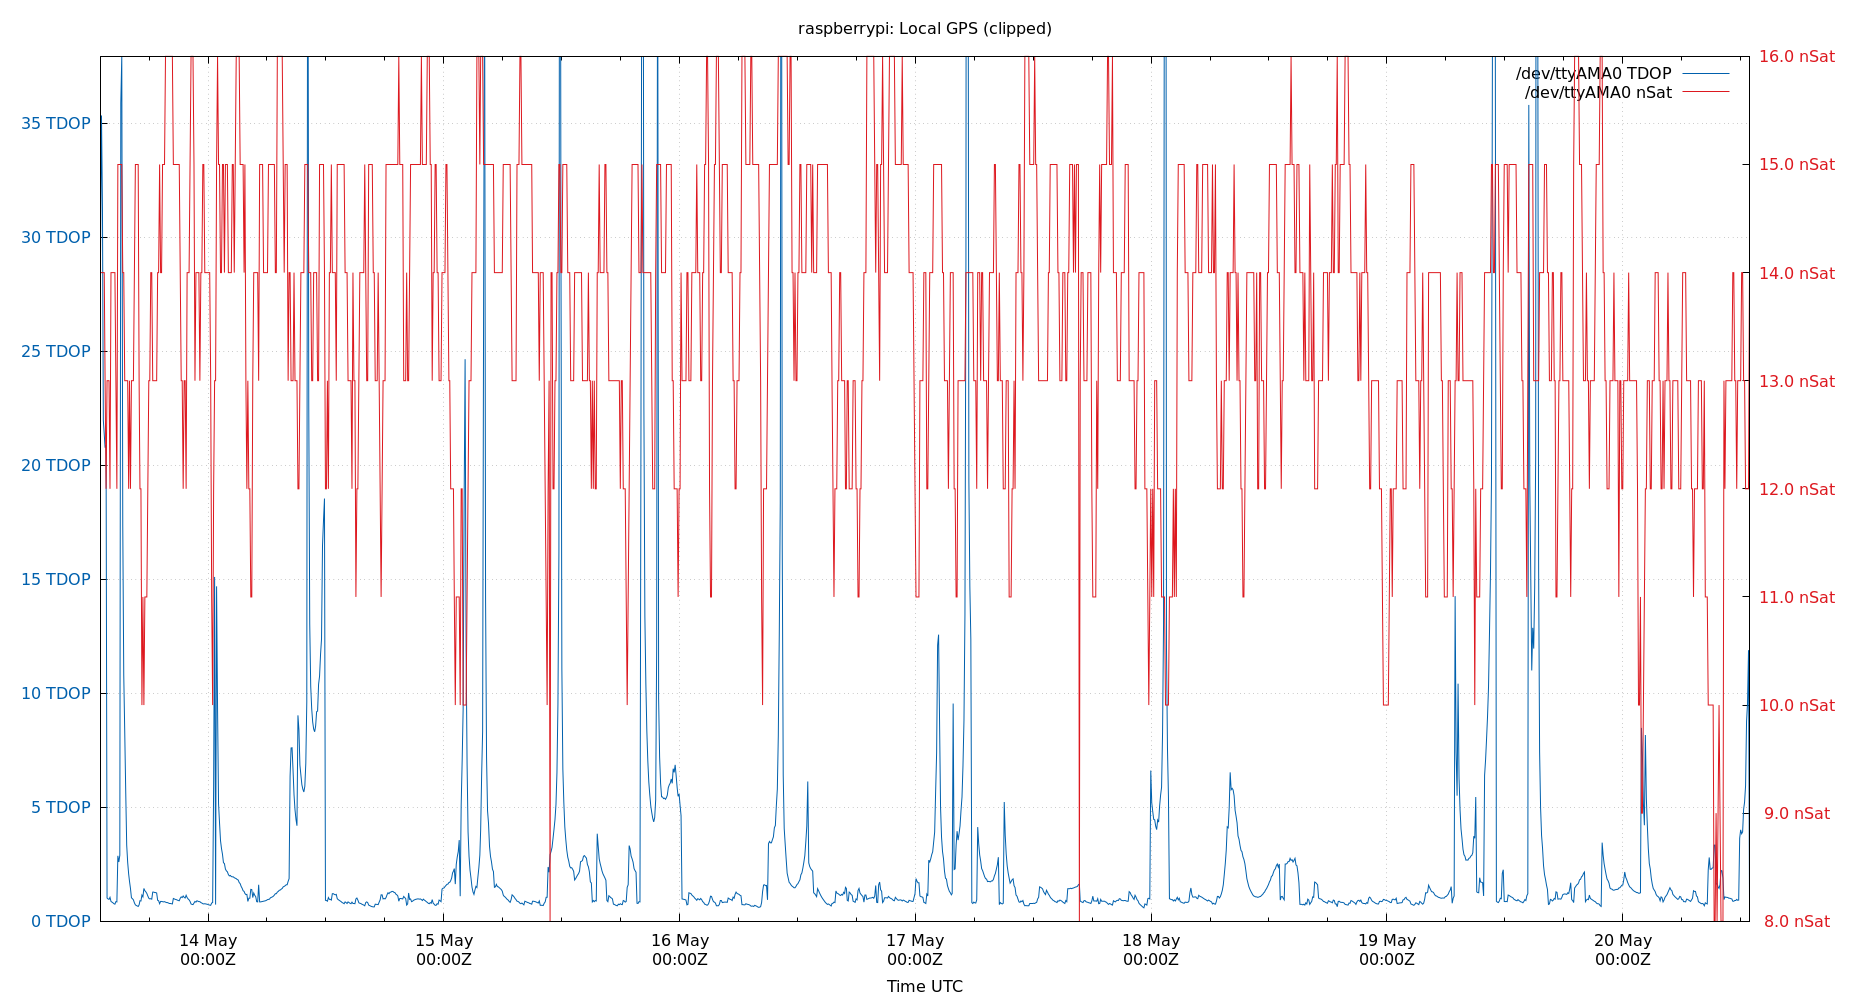 raspberrypi: Local GPS (clipped)
/dev/ttyAMA0 TDOP
/dev/ttyAMA0 nSat
35 TDOP
30 TDOP
25 TDOP
20 TDOP
15 TDOP
10 TDOP
5 TDOP
0 TDOP
16.0 nSat
15.0 nSat
14.0 nSat
13.0 nSat
12.0 nSat
11.0 nSat
10.0 nSat
9.0 nSat
8.0 nSat
14 May
00:00Z
15 May
00:00Z
16 May
00:00Z
17 May
00:00Z
18 May
00:00Z
19 May
00:00Z
20 May
00:00Z
Time UTC